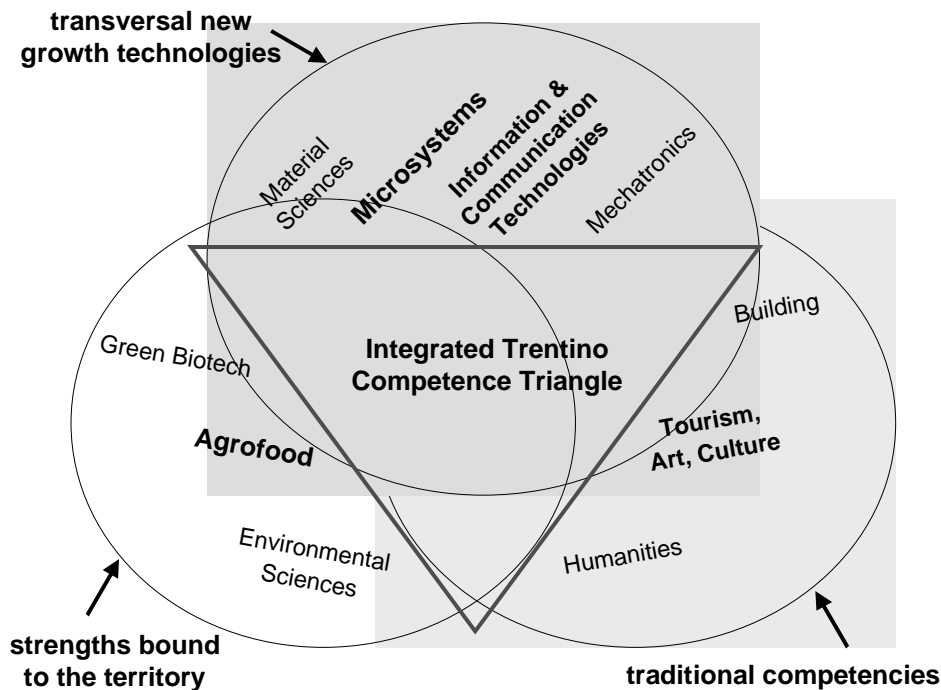 transversal new
growth technologies
Material
Sciences
Microsystems
Information &
Communication
Technologies
Mechatronics
Building
Green Biotech
Integrated Trentino
Competence Triangle
Tourism,
Art, Culture
Agrofood
Environmental
Sciences
Humanities
strengths bound
to the territory
traditional competencies